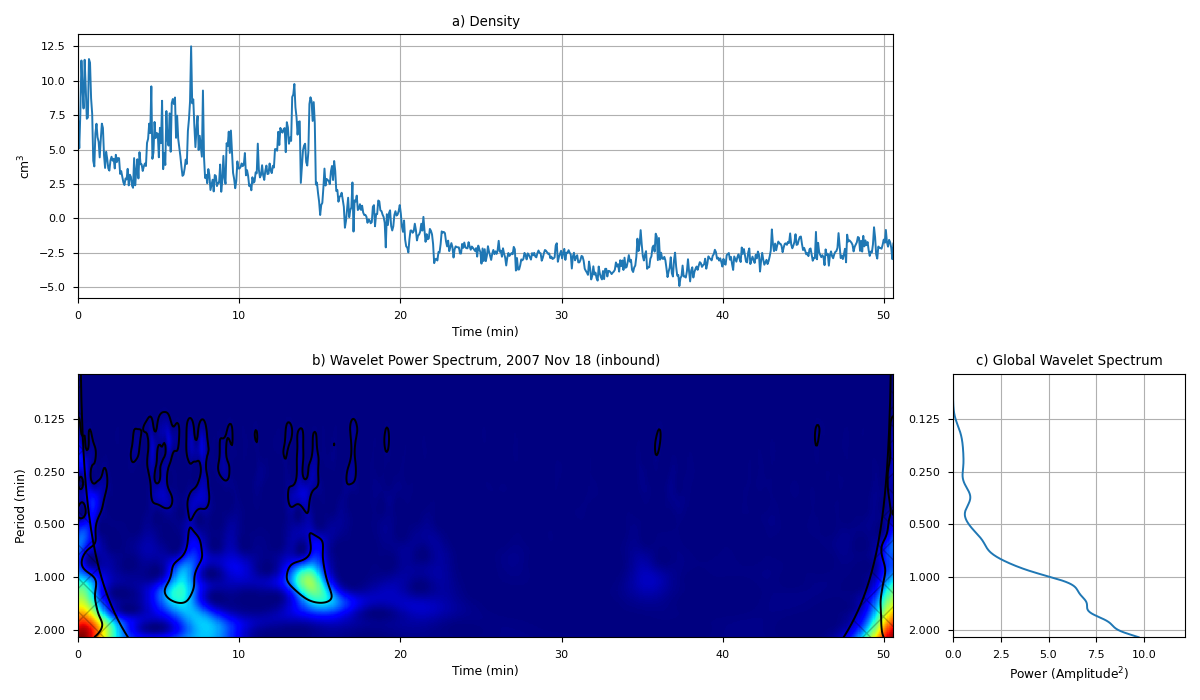 a) Density
12.5
10.0
7.5
5.0
2.5
0.0
−2.5
−5.0
cm³
0 10 20 30 40 50
Time (min)
b) Wavelet Power Spectrum, 2007 Nov 18 (inbound)
0.125
0.250
0.500
1.000
2.000
Period (min)
0 10 20 30 40 50
Time (min)
c) Global Wavelet Spectrum
0.125
0.250
0.500
1.000
2.000
0.0 2.5 5.0 7.5 10.0
Power (Amplitude²)